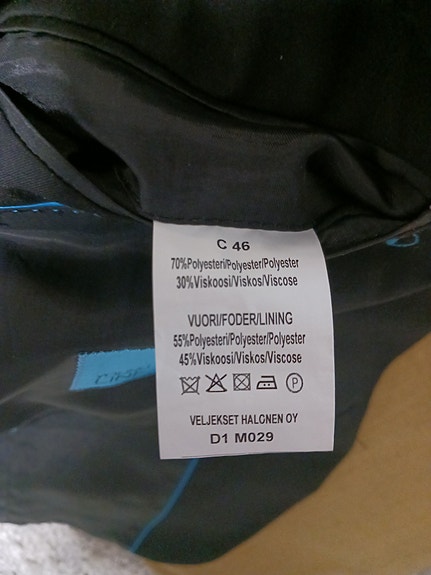 C 46
70%Polyesteri/Polyester/Polyester
30%Viskoosi/Viskos/Viscose
VUORI/FODER/LINING
55%Polyesteri/Polyester/Polyester
45%Viskoosi/Viskos/Viscose
P
VELJEKSET HALONEN OY
D1 M029